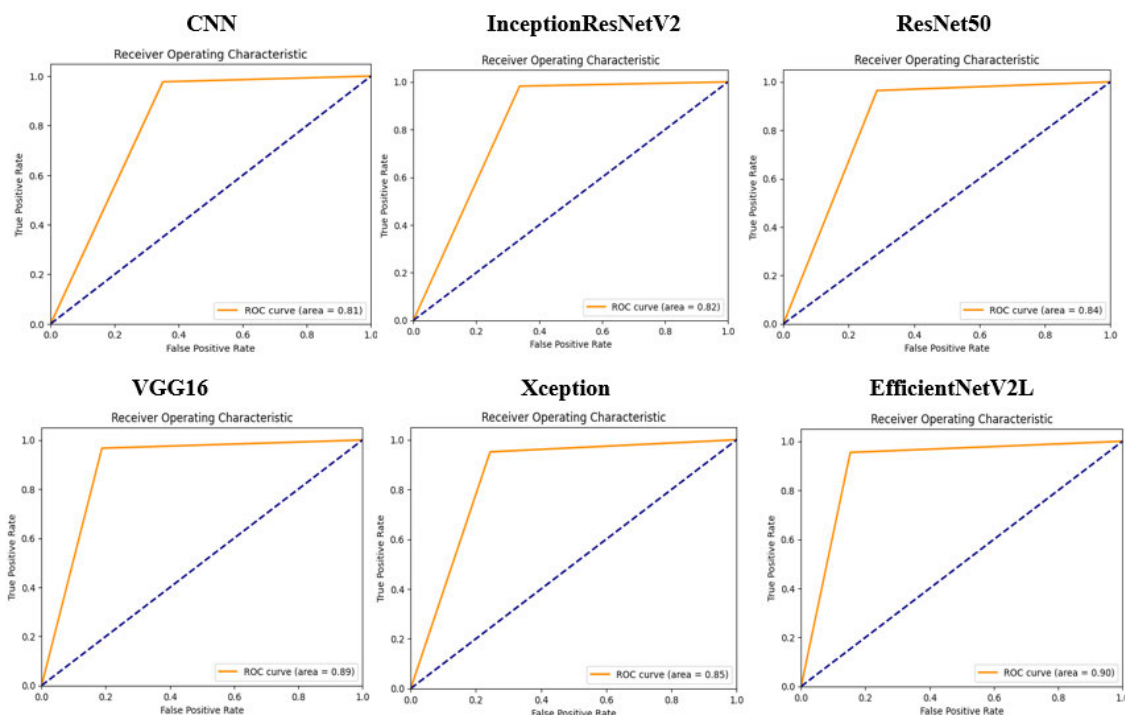 CNN
Receiver Operating Characteristic
1.0
0.8
0.6
0.4
0.2
0.0
True Positive Rate
ROC curve (area = 0.81)
0.0 0.2 0.4 0.6 0.8 1.0
False Positive Rate
InceptionResNetV2
Receiver Operating Characteristic
1.0
0.8
0.6
0.4
0.2
0.0
True Positive Rate
ROC curve (area = 0.82)
0.0 0.2 0.4 0.6 0.8 1.0
False Positive Rate
ResNet50
Receiver Operating Characteristic
1.0
0.8
0.6
0.4
0.2
0.0
True Positive Rate
ROC curve (area = 0.84)
0.0 0.2 0.4 0.6 0.8 1.0
False Positive Rate
VGG16
Receiver Operating Characteristic
1.0
0.8
0.6
0.4
0.2
0.0
True Positive Rate
ROC curve (area = 0.89)
0.0 0.2 0.4 0.6 0.8 1.0
False Positive Rate
Xception
Receiver Operating Characteristic
1.0
0.8
0.6
0.4
0.2
0.0
True Positive Rate
ROC curve (area = 0.85)
0.0 0.2 0.4 0.6 0.8 1.0
False Positive Rate
EfficientNetV2L
Receiver Operating Characteristic
1.0
0.8
0.6
0.4
0.2
0.0
True Positive Rate
ROC curve (area = 0.90)
0.0 0.2 0.4 0.6 0.8 1.0
False Positive Rate